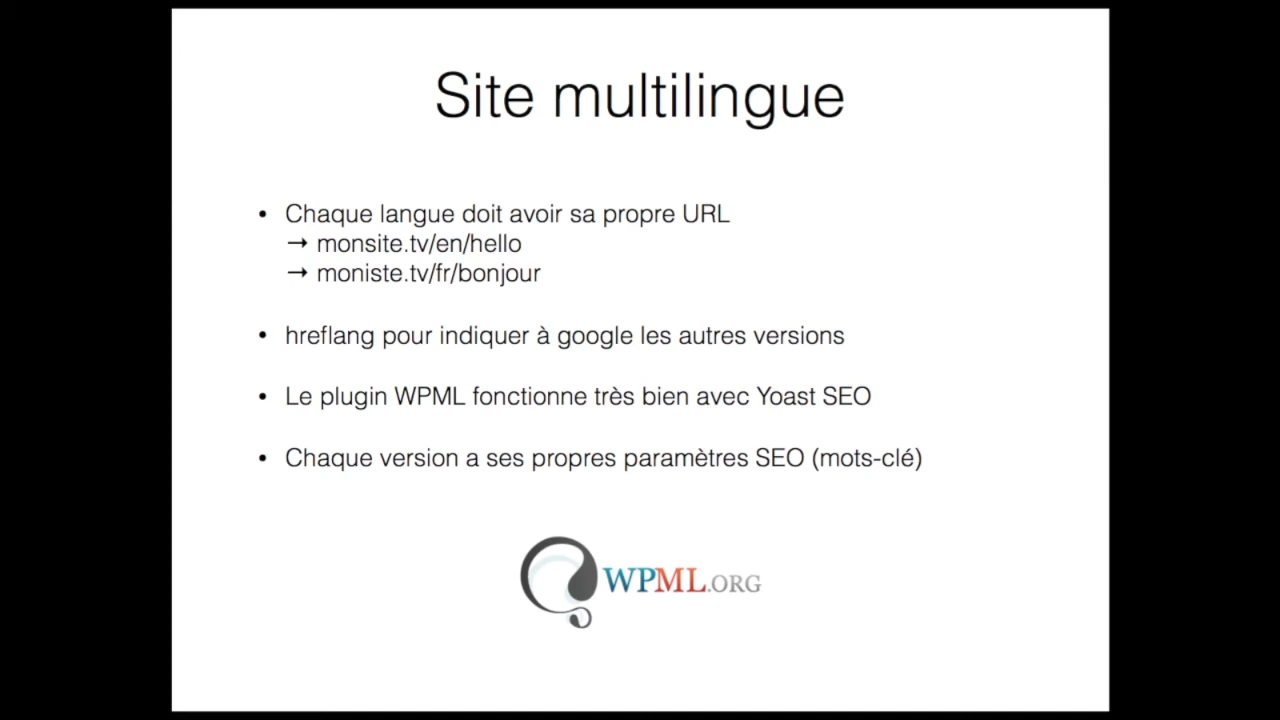 Site multilingue
• Chaque langue doit avoir sa propre URL
→ monsite.tv/en/hello
→ moniste.tv/fr/bonjour
• hreflang pour indiquer à google les autres versions
• Le plugin WPML fonctionne très bien avec Yoast SEO
• Chaque version a ses propres paramètres SEO (mots-clé)
WPML.ORG